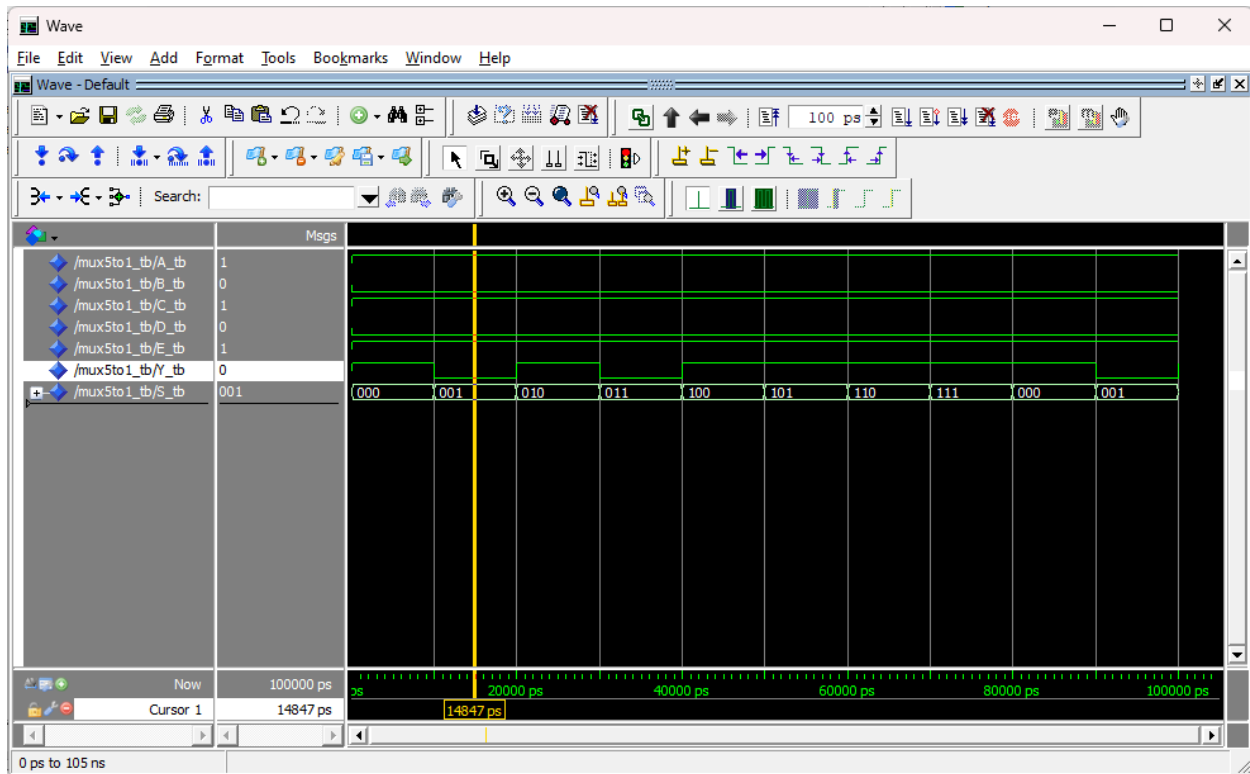 Wave
File Edit View Add Format Tools Bookmarks Window Help
Wave - Default
100 ps
Search:
Msgs
/mux5to1_tb/A_tb 1
/mux5to1_tb/B_tb 0
/mux5to1_tb/C_tb 1
/mux5to1_tb/D_tb 0
/mux5to1_tb/E_tb 1
/mux5to1_tb/Y_tb 0
/mux5to1_tb/S_tb 001 000 001 010 011 100 101 110 111 000 001
Now 100000 ps ps 20000 ps 40000 ps 60000 ps 80000 ps 100000 ps
Cursor 1 14847 ps 14847 ps
0 ps to 105 ns